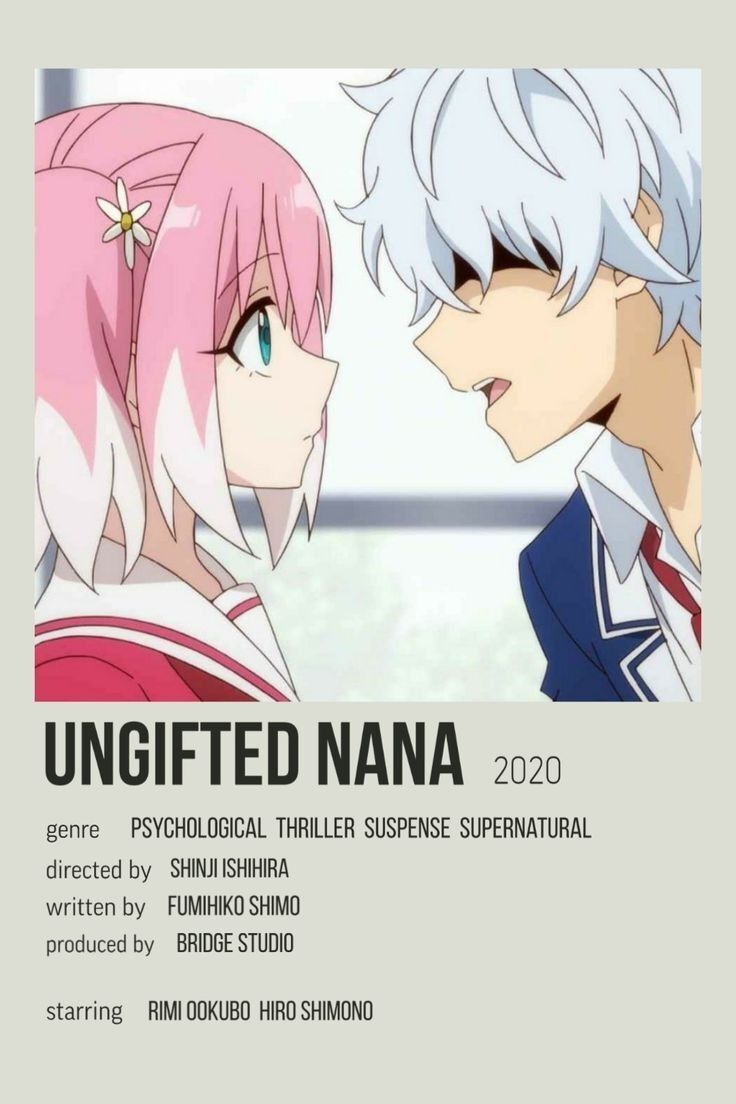 UNGIFTED NANA 2020
genre PSYCHOLOGICAL THRILLER SUSPENSE SUPERNATURAL
directed by SHINJI ISHIHIRA
written by FUMIHIKO SHIMO
produced by BRIDGE STUDIO
starring RIMI OOKUBO HIRO SHIMONO